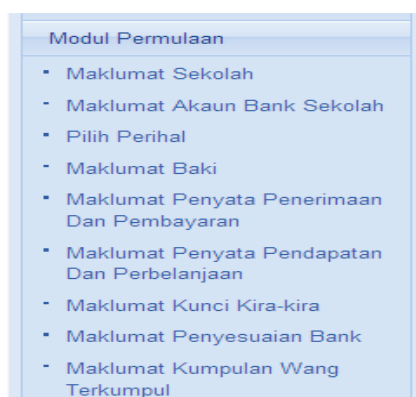 Modul Permulaan
Maklumat Sekolah
Maklumat Akaun Bank Sekolah
Pilih Perihal
Maklumat Baki
Maklumat Penyata Penerimaan
Dan Pembayaran
Maklumat Penyata Pendapatan
Dan Perbelanjaan
Maklumat Kunci Kira-kira
Maklumat Penyesuaian Bank
Maklumat Kumpulan Wang
Terkumpul